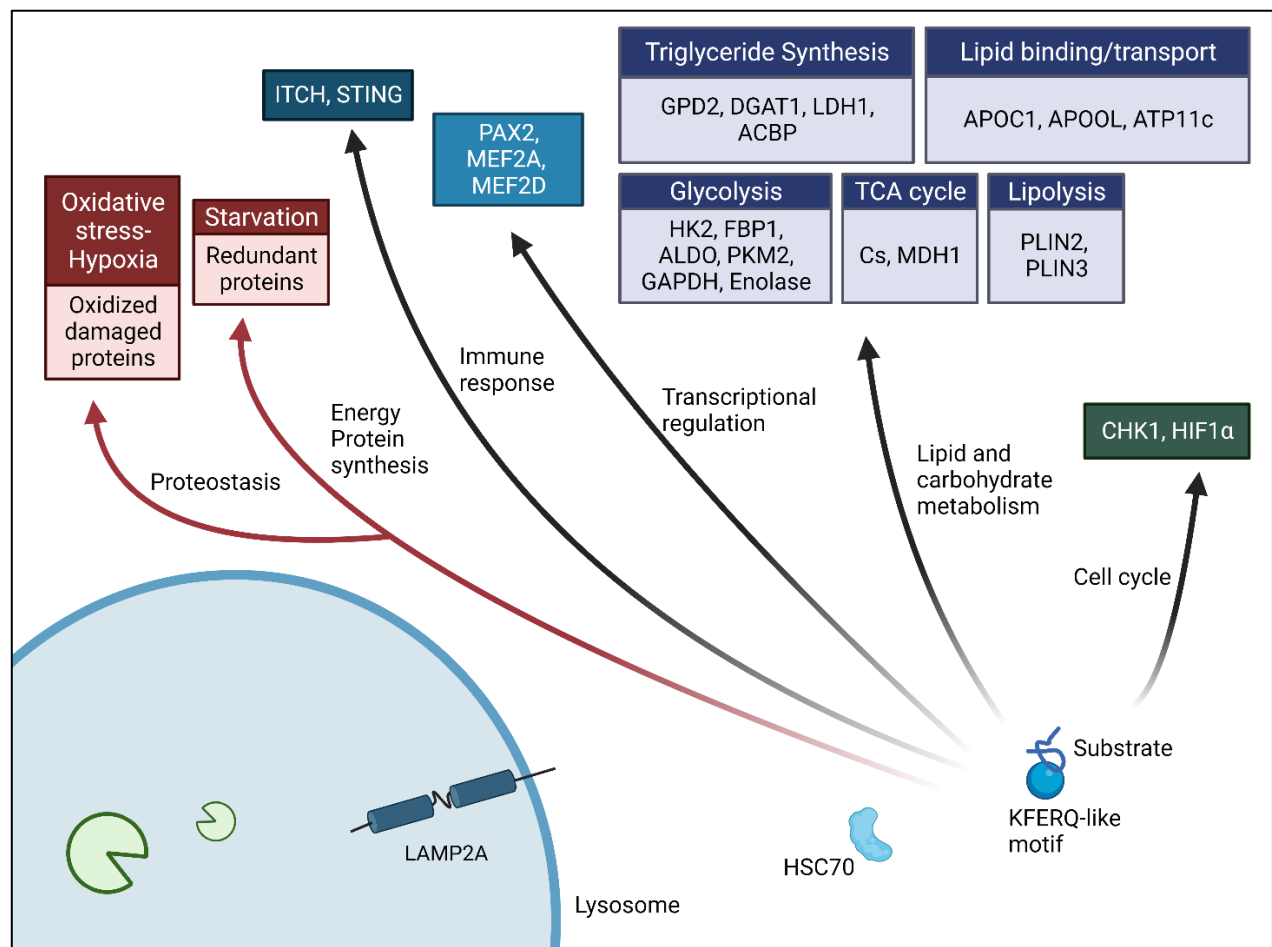 Triglyceride Synthesis
GPD2, DGAT1, LDH1,
ACBP
Lipid binding/transport
APOC1, APOOL, ATP11c
ITCH, STING
PAX2,
MEF2A,
MEF2D
Glycolysis
HK2, FBP1,
ALDO, PKM2,
GAPDH, Enolase
TCA cycle
Cs, MDH1
Lipolysis
PLIN2,
PLIN3
Oxidative
stress-
Hypoxia
Oxidized
damaged
proteins
Starvation
Redundant
proteins
Immune
response
Transcriptional
regulation
Energy
Protein
synthesis
Proteostasis
Lipid and
carbohydrate
metabolism
CHK1, HIF1α
Cell cycle
Substrate
KFERQ-like
motif
HSC70
LAMP2A
Lysosome